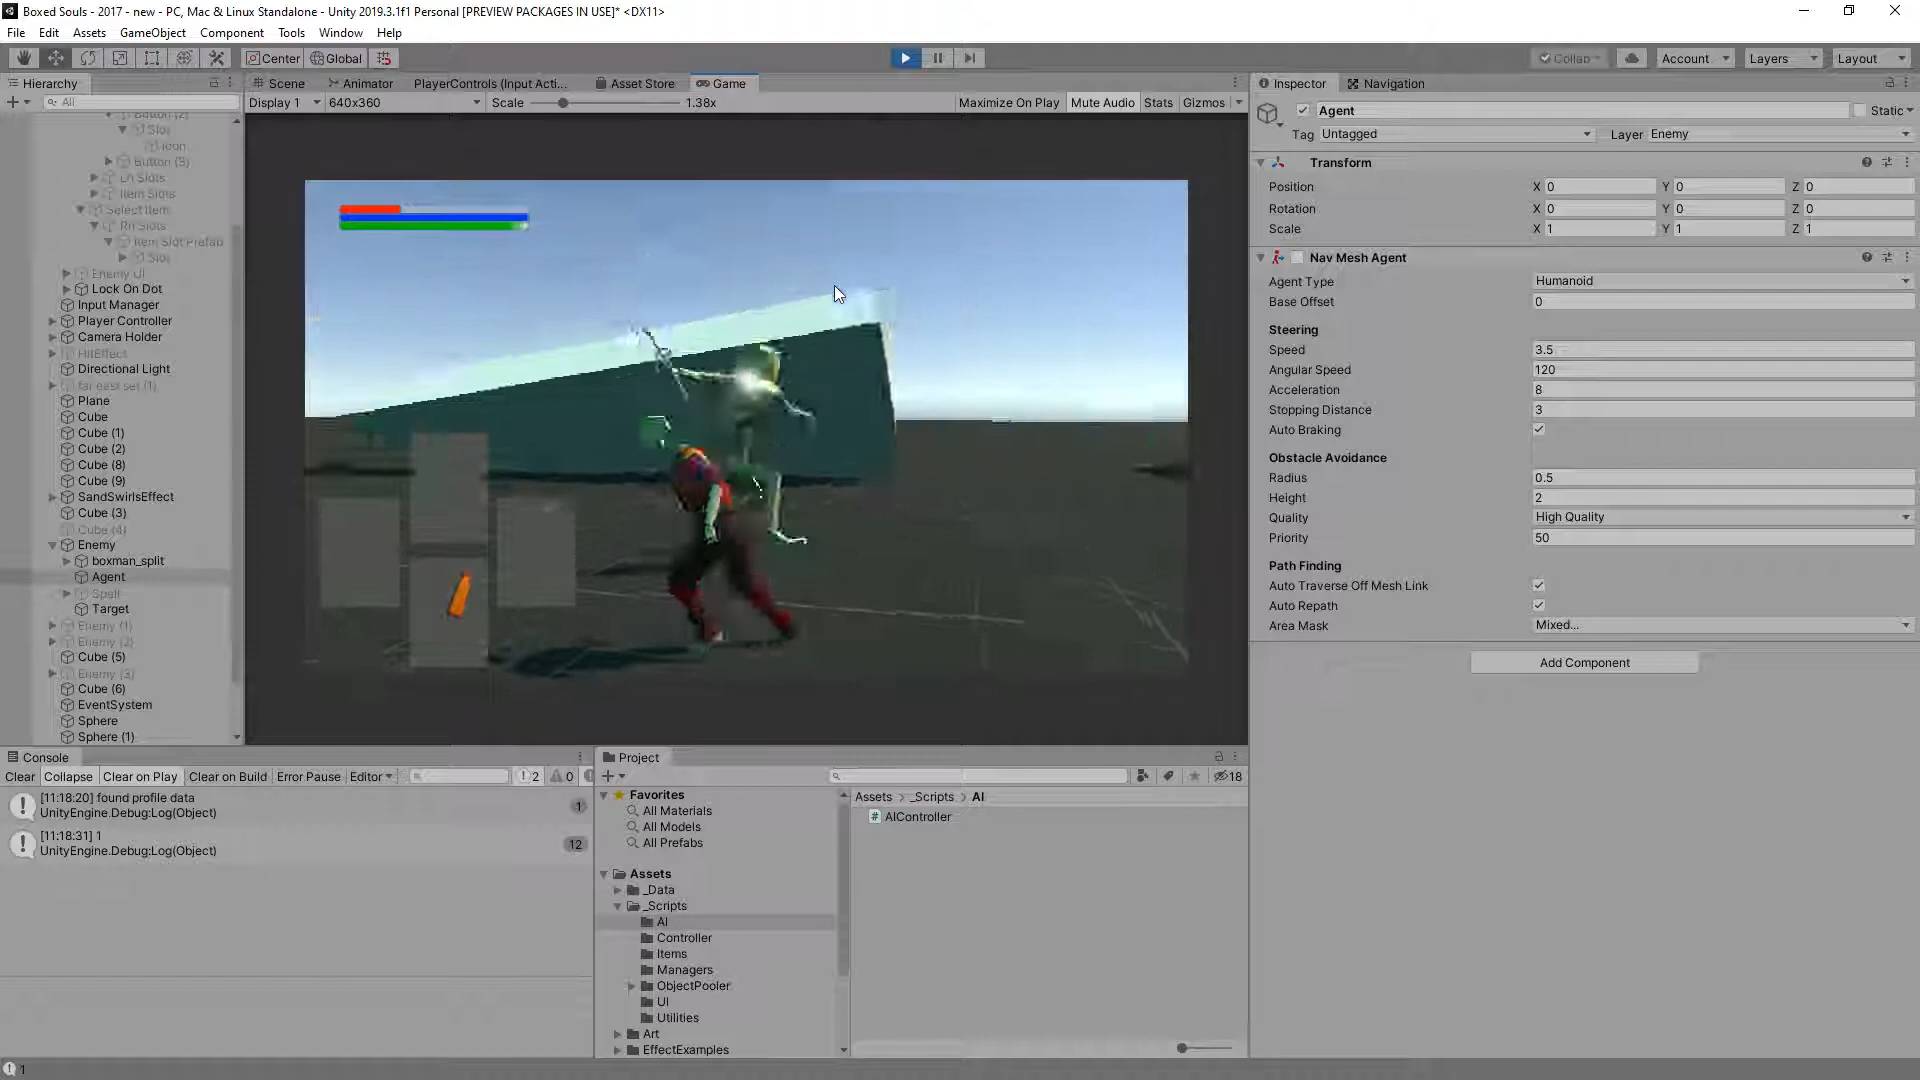 Boxed Souls - 2017 - new - PC, Mac & Linux Standalone - Unity 2019.3.1f1 Personal [PREVIEW PACKAGES IN USE]* <DX11>
File Edit Assets GameObject Component Tools Window Help
Center Global Collab Account Layers Layout
Hierarchy
All
Button (2)
Slot
Icon
Button (3)
Lh Slots
Item Slots
Select Item
Rh Slots
Item Slot Prefab
Slot
Enemy UI
Lock On Dot
Input Manager
Player Controller
Camera Holder
HitEffect
Directional Light
far east set (1)
Plane
Cube
Cube (1)
Cube (2)
Cube (8)
Cube (9)
SandSwirlsEffect
Cube (3)
Cube (4)
Enemy
boxman_split
Agent
Spell
Target
Enemy (1)
Enemy (2)
Cube (5)
Enemy (3)
Cube (6)
EventSystem
Sphere
Sphere (1)
Scene Animator PlayerControls (Input Acti... Asset Store Game
Display 1 640x360 Scale 1.38x Maximize On Play Mute Audio Stats Gizmos
Inspector Navigation
Agent Static
Tag Untagged Layer Enemy
Transform
Position X 0 Y 0 Z 0
Rotation X 0 Y 0 Z 0
Scale X 1 Y 1 Z 1
Nav Mesh Agent
Agent Type Humanoid
Base Offset 0
Steering
Speed 3.5
Angular Speed 120
Acceleration 8
Stopping Distance 3
Auto Braking
Obstacle Avoidance
Radius 0.5
Height 2
Quality High Quality
Priority 50
Path Finding
Auto Traverse Off Mesh Link
Auto Repath
Area Mask Mixed...
Add Component
Console
Clear Collapse Clear on Play Clear on Build Error Pause Editor 2 0
[11:18:20] found profile data
UnityEngine.Debug:Log(Object)
1
[11:18:31] 1
UnityEngine.Debug:Log(Object)
12
Project
18
Favorites
All Materials
All Models
All Prefabs
Assets
_Data
_Scripts
AI
Controller
Items
Managers
ObjectPooler
UI
Utilities
Art
EffectExamples
Assets > _Scripts > AI
AIController
1